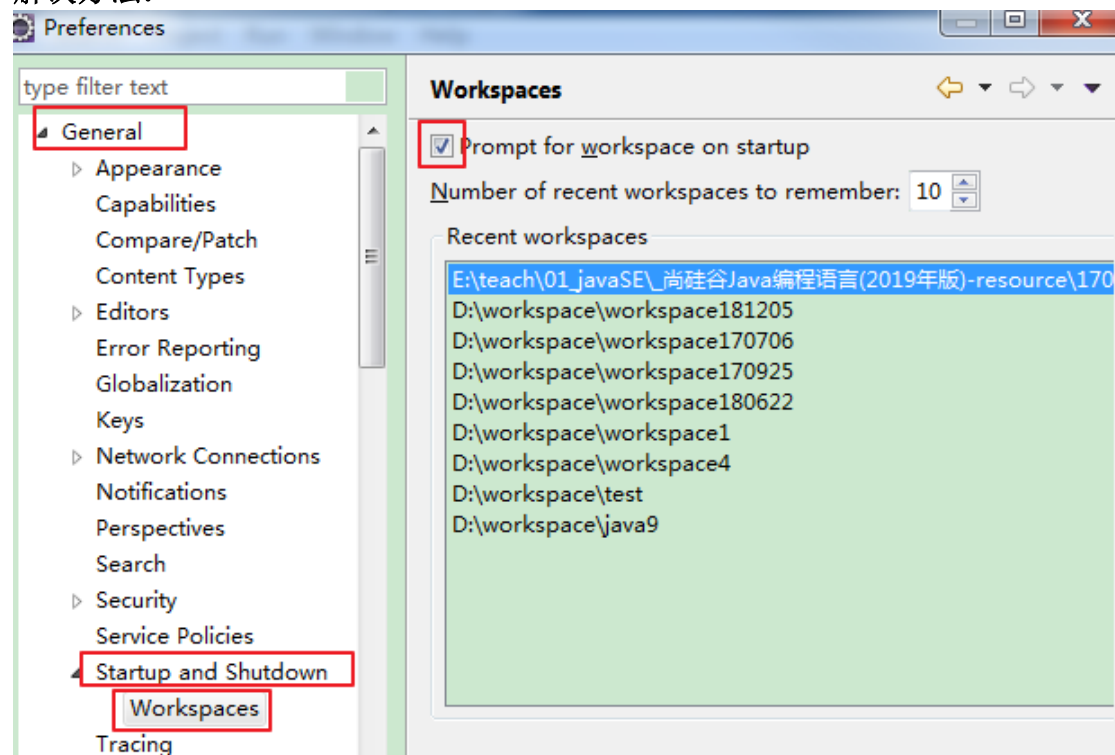 解决方法：
Preferences
type filter text
General
Appearance
Capabilities
Compare/Patch
Content Types
Editors
Error Reporting
Globalization
Keys
Network Connections
Notifications
Perspectives
Search
Security
Service Policies
Startup and Shutdown
Workspaces
Tracing
Workspaces
Prompt for workspace on startup
Number of recent workspaces to remember: 10
Recent workspaces
E:\teach\01_javaSE\_尚硅谷Java编程语言(2019年版)-resource\170
D:\workspace\workspace181205
D:\workspace\workspace170706
D:\workspace\workspace170925
D:\workspace\workspace180622
D:\workspace\workspace1
D:\workspace\workspace4
D:\workspace\test
D:\workspace\java9